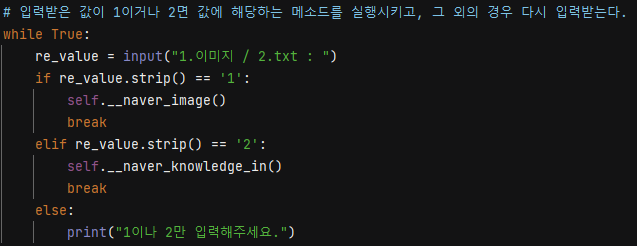 # 입력받은 값이 1이거나 2면 값에 해당하는 메소드를 실행시키고, 그 외의 경우 다시 입력받는다.
while True:
    re_value = input("1.이미지 / 2.txt : ")
    if re_value.strip() == '1':
        self.__naver_image()
        break
    elif re_value.strip() == '2':
        self.__naver_knowledge_in()
        break
    else:
        print("1이나 2만 입력해주세요.")